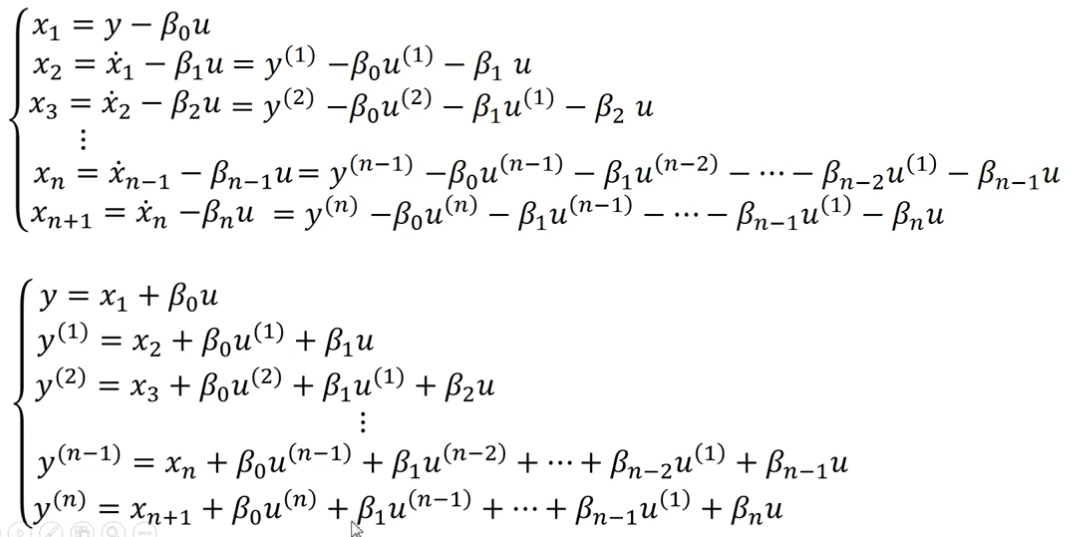 x₁ = y − β₀u
x₂ = ẋ₁ − β₁u = y⁽¹⁾ −β₀u⁽¹⁾ − β₁ u
x₃ = ẋ₂ − β₂u = y⁽²⁾ −β₀u⁽²⁾ − β₁u⁽¹⁾ − β₂ u
⋮
xₙ = ẋₙ₋₁ − βₙ₋₁u = y⁽ⁿ⁻¹⁾ −β₀u⁽ⁿ⁻¹⁾ − β₁u⁽ⁿ⁻²⁾ − ⋯ − βₙ₋₂u⁽¹⁾ − βₙ₋₁u
xₙ₊₁ = ẋₙ −βₙu = y⁽ⁿ⁾ −β₀u⁽ⁿ⁾ − β₁u⁽ⁿ⁻¹⁾ − ⋯ − βₙ₋₁u⁽¹⁾ − βₙu
y = x₁ + β₀u
y⁽¹⁾ = x₂ + β₀u⁽¹⁾ + β₁u
y⁽²⁾ = x₃ + β₀u⁽²⁾ + β₁u⁽¹⁾ + β₂u
⋮
y⁽ⁿ⁻¹⁾ = xₙ + β₀u⁽ⁿ⁻¹⁾ + β₁u⁽ⁿ⁻²⁾ + ⋯ + βₙ₋₂u⁽¹⁾ + βₙ₋₁u
y⁽ⁿ⁾ = xₙ₊₁ + β₀u⁽ⁿ⁾ + β₁u⁽ⁿ⁻¹⁾ + ⋯ + βₙ₋₁u⁽¹⁾ + βₙu